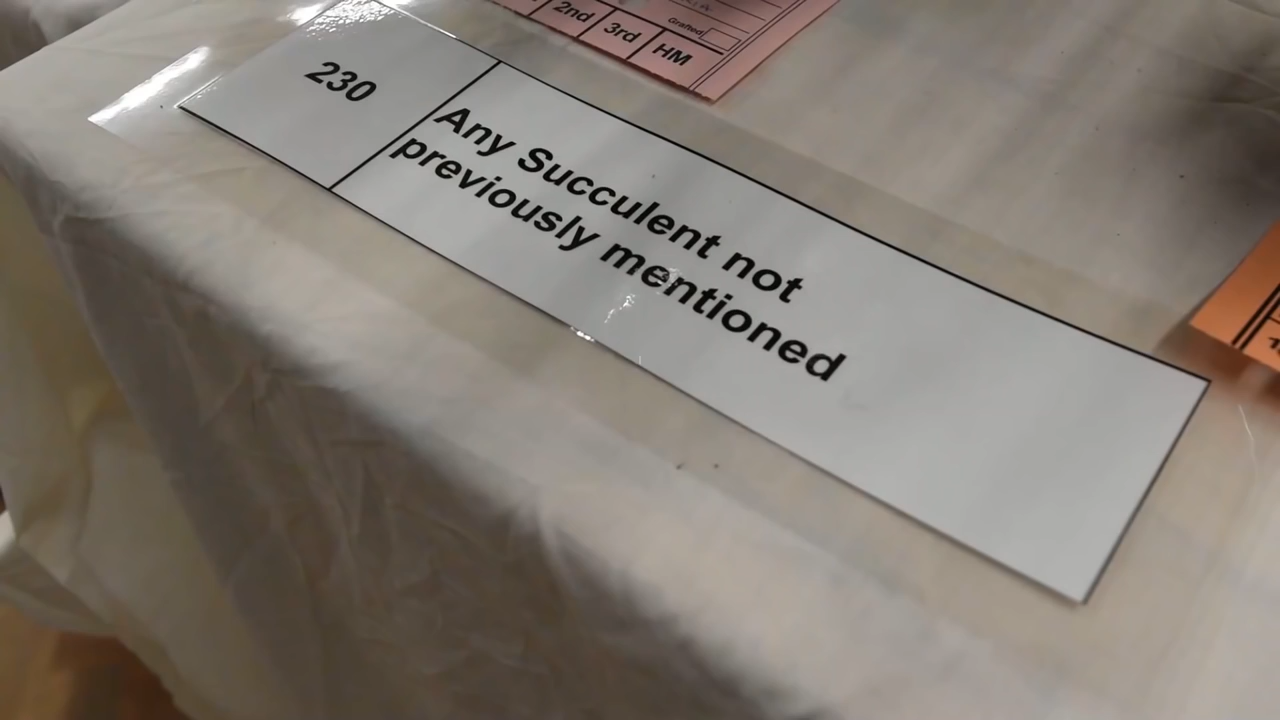 2nd
3rd
HM
Grafted
230
Any Succulent not
previously mentioned